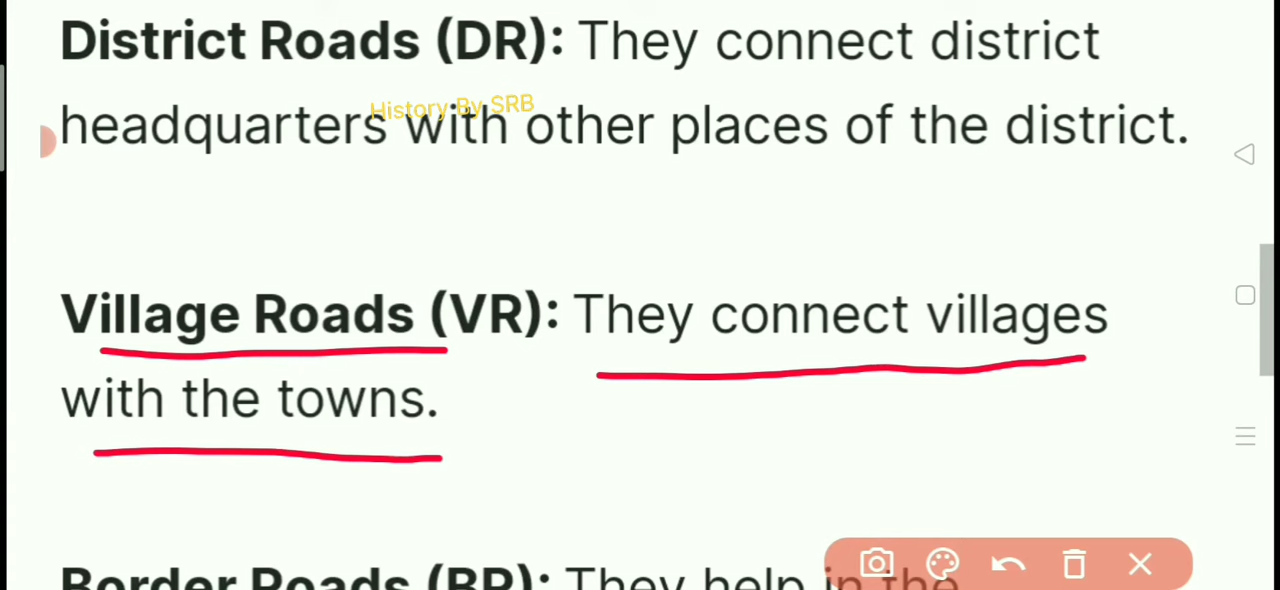 District Roads (DR): They connect district
History By SRB
headquarters with other places of the district.
Village Roads (VR): They connect villages
with the towns.
Border Roads (BR): They help in the